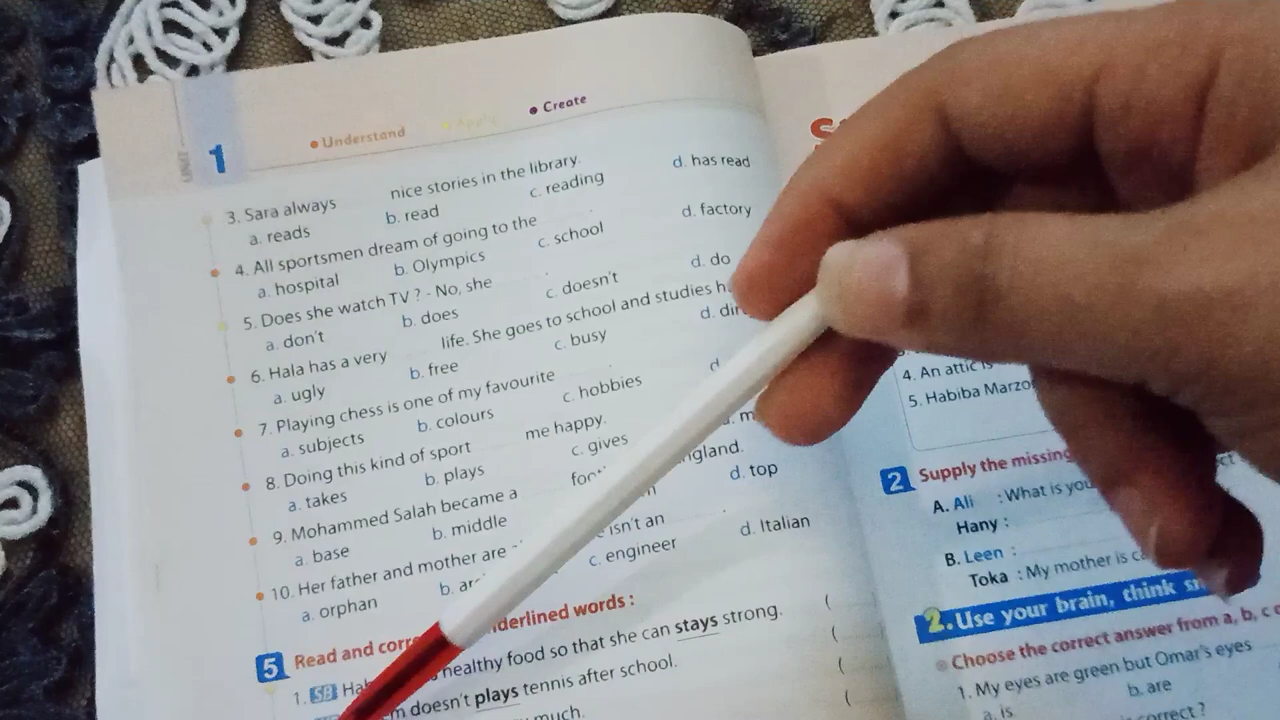 1
Understand
Create
3. Sara always nice stories in the library.
a. reads b. read c. reading d. has read
4. All sportsmen dream of going to the
a. hospital b. Olympics c. school d. factory
5. Does she watch TV ? - No, she
a. don't b. does c. doesn't d. do
6. Hala has a very life. She goes to school and studies
a. ugly b. free c. busy
7. Playing chess is one of my favourite
a. subjects b. colours c. hobbies d.
8. Doing this kind of sport me happy.
a. takes b. plays c. gives
9. Mohammed Salah became a
a. base b. middle d. top
10. Her father and mother are isn't an
a. orphan c. engineer d. Italian
5 Read and underlined words :
1. SB healthy food so that she can stays strong. (
doesn't plays tennis after school. (
much. (
(
4. An attic
5. Habiba
2 Supply the missing
A. Ali : What is
Hany :
B. Leen :
Toka : My mother is
2. Use your brain, think
Choose the correct answer from a, b, c
1. My eyes are green but Omar's eyes
a. is b. are
correct ?